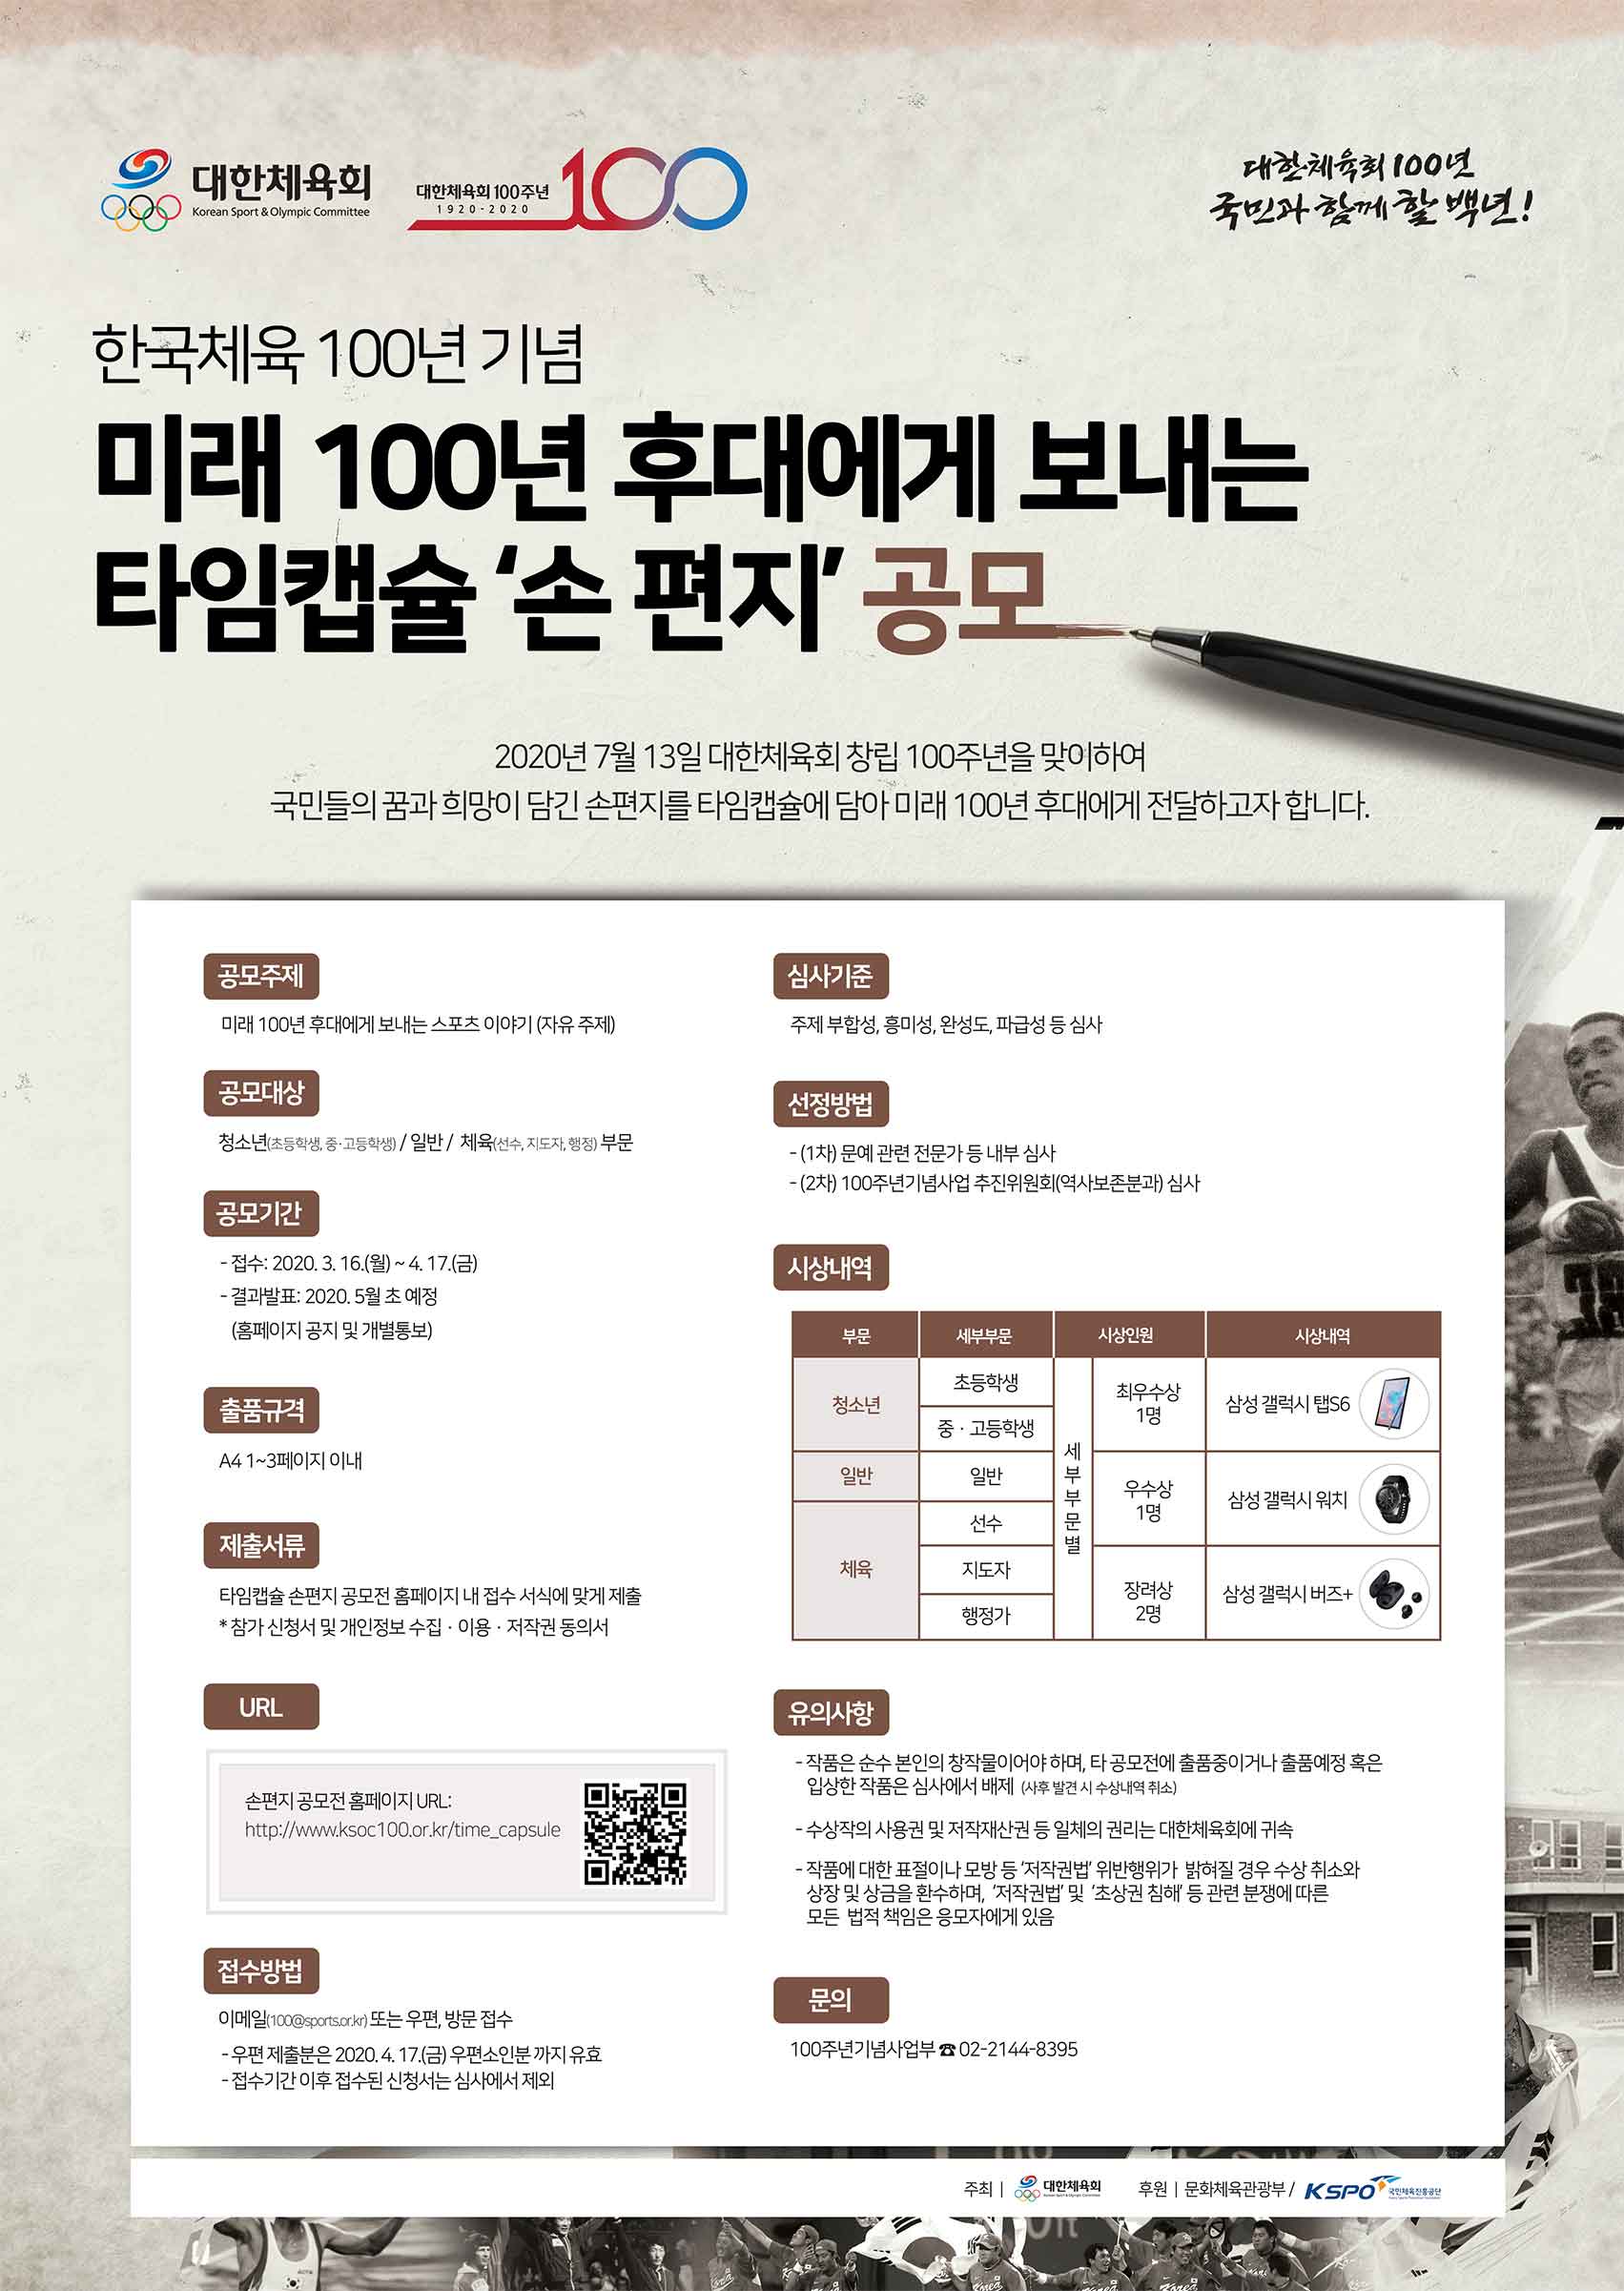 대한체육회
Korean Sport & Olympic Committee
대한체육회 100주년
1920-2020
100
대한체육회 100년
국민과 함께 할 백년!
한국체육 100년 기념
미래 100년 후대에게 보내는
타임캡슐 ‘손 편지’ 공모
2020년 7월 13일 대한체육회 창립 100주년을 맞이하여
국민들의 꿈과 희망이 담긴 손편지를 타임캡슐에 담아 미래 100년 후대에게 전달하고자 합니다.
공모주제
미래 100년 후대에게 보내는 스포츠 이야기 (자유 주제)
공모대상
청소년(초등학생, 중·고등학생) / 일반 / 체육(선수, 지도자, 행정) 부문
공모기간
- 접수: 2020. 3. 16.(월) ~ 4. 17.(금)
- 결과발표: 2020. 5월 초 예정
(홈페이지 공지 및 개별통보)
출품규격
A4 1~3페이지 이내
제출서류
타임캡슐 손편지 공모전 홈페이지 내 접수 서식에 맞게 제출
* 참가 신청서 및 개인정보 수집 · 이용 · 저작권 동의서
URL
손편지 공모전 홈페이지 URL:
http://www.ksoc100.or.kr/time_capsule
접수방법
이메일(100@sports.or.kr) 또는 우편, 방문 접수
- 우편 제출분은 2020. 4. 17.(금) 우편소인분 까지 유효
- 접수기간 이후 접수된 신청서는 심사에서 제외
심사기준
주제 부합성, 흥미성, 완성도, 파급성 등 심사
선정방법
- (1차) 문예 관련 전문가 등 내부 심사
- (2차) 100주년기념사업 추진위원회(역사보존분과) 심사
시상내역
부문 세부부문 시상인원 시상내역
청소년
초등학생
중 · 고등학생
일반
일반
체육
선수
지도자
행정가
세부부문별
최우수상
1명
삼성 갤럭시 탭S6
우수상
1명
삼성 갤럭시 워치
장려상
2명
삼성 갤럭시 버즈+
유의사항
- 작품은 순수 본인의 창작물이어야 하며, 타 공모전에 출품중이거나 출품예정 혹은
입상한 작품은 심사에서 배제 (사후 발견 시 수상내역 취소)
- 수상작의 사용권 및 저작재산권 등 일체의 권리는 대한체육회에 귀속
- 작품에 대한 표절이나 모방 등 ‘저작권법’ 위반행위가 밝혀질 경우 수상 취소와
상장 및 상금을 환수하며, ‘저작권법’ 및 ‘초상권 침해’ 등 관련 분쟁에 따른
모든 법적 책임은 응모자에게 있음
문의
100주년기념사업부 ☎ 02-2144-8395
주최 | 대한체육회 후원 | 문화체육관광부 / KSPO 국민체육진흥공단